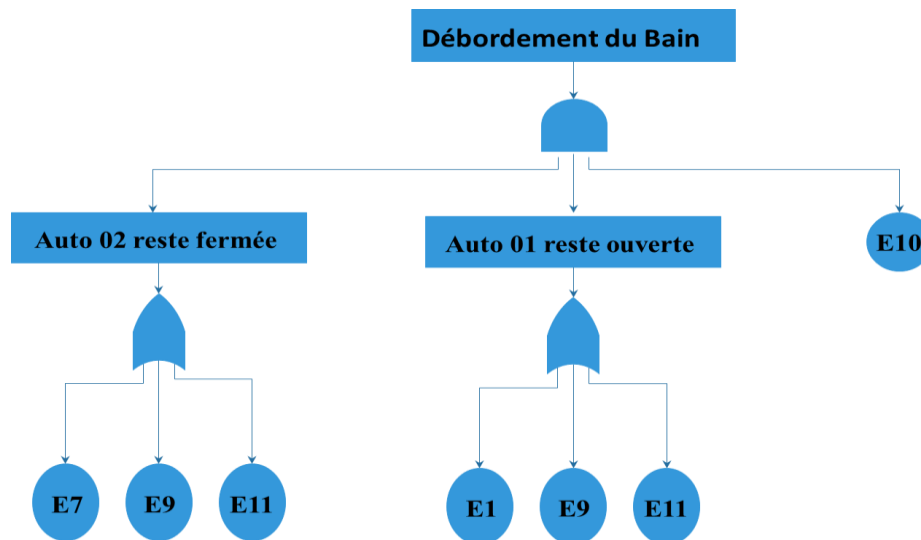 Débordement du Bain
Auto 02 reste fermée
Auto 01 reste ouverte
E10
E7
E9
E11
E1
E9
E11